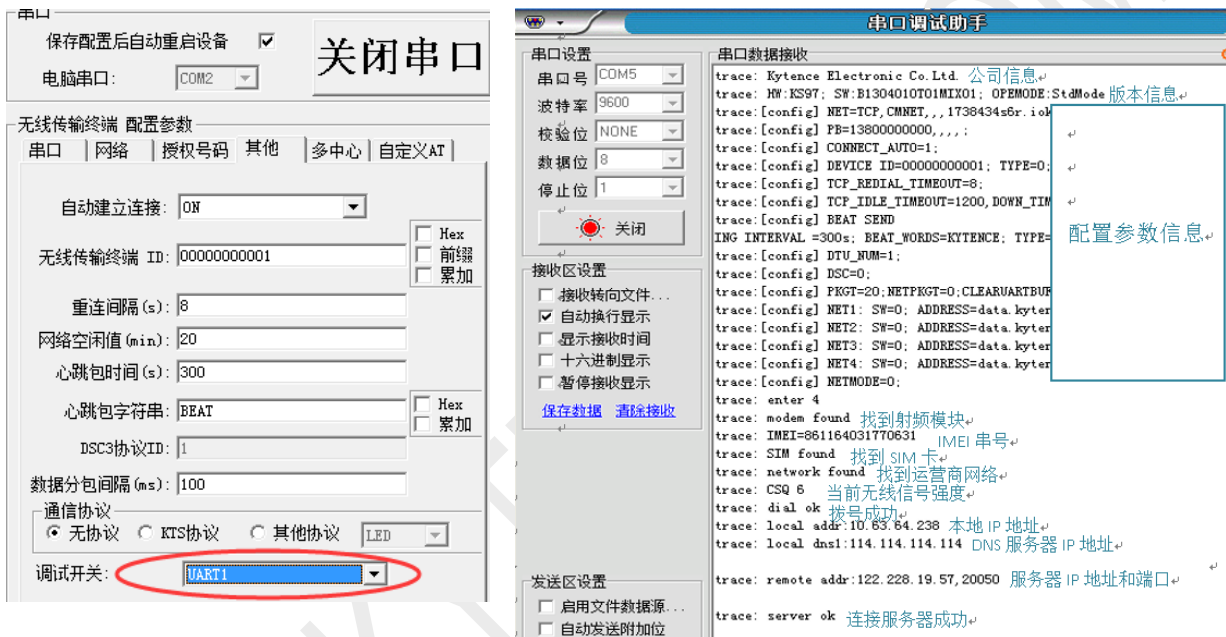 串口
保存配置后自动重启设备
关闭串口
电脑串口:
COM2
无线传输终端 配置参数
串口
网络
授权号码
其他
多中心
自定义AT
自动建立连接:
ON
无线传输终端 ID:
00000000001
Hex
前缀
累加
重连间隔(s):
8
网络空闲值(min):
20
心跳包时间(s):
300
心跳包字符串:
BEAT
Hex
累加
DSC3协议ID:
1
数据分包间隔(ms):
100
通信协议
无协议
KTS协议
其他协议
LED
调试开关:
UART1
串口调试助手
串口设置
串口号
COM5
波特率
9600
校验位
NONE
数据位
8
停止位
1
关闭
接收区设置
接收转向文件...
自动换行显示
显示接收时间
十六进制显示
暂停接收显示
保存数据 清除接收
发送区设置
启用文件数据源...
自动发送附加位
串口数据接收
trace: Kytence Electronic Co.Ltd. 公司信息
trace: HW:KS97; SW:B1304010T01MIX01; OPEMODE:StdMode 版本信息
trace:[config] NET=TCP,CMNET,,,1738434s6r.iok
trace:[config] PB=13800000000,,,,;
trace:[config] CONNECT_AUTO=1;
trace:[config] DEVICE ID=00000000001; TYPE=0;
trace:[config] TCP_REDIAL_TIMEOUT=8;
trace:[config] TCP_IDLE_TIMEOUT=1200,DOWN_TIM
trace:[config] BEAT SEND
ING INTERVAL =300s; BEAT_WORDS=KYTENCE; TYPE=
配置参数信息
trace:[config] DTU_NUM=1;
trace:[config] DSC=0;
trace:[config] PKGT=20;NETPKGT=0;CLEARUARTBUF
trace:[config] NET1: SW=0; ADDRESS=data.kyter
trace:[config] NET2: SW=0; ADDRESS=data.kyter
trace:[config] NET3: SW=0; ADDRESS=data.kyter
trace:[config] NET4: SW=0; ADDRESS=data.kyter
trace:[config] NETMODE=0;
trace: enter 4
trace: modem found 找到射频模块
trace: IMEI=861164031770631 IMEI 串号
trace: SIM found 找到 SIM 卡
trace: network found 找到运营商网络
trace: CSQ 6 当前无线信号强度
trace: dial ok 拨号成功
trace: local addr:10.63.64.238 本地 IP 地址
trace: local dns1:114.114.114.114 DNS 服务器 IP 地址
trace: remote addr:122.228.19.57,20050 服务器 IP 地址和端口
trace: server ok 连接服务器成功